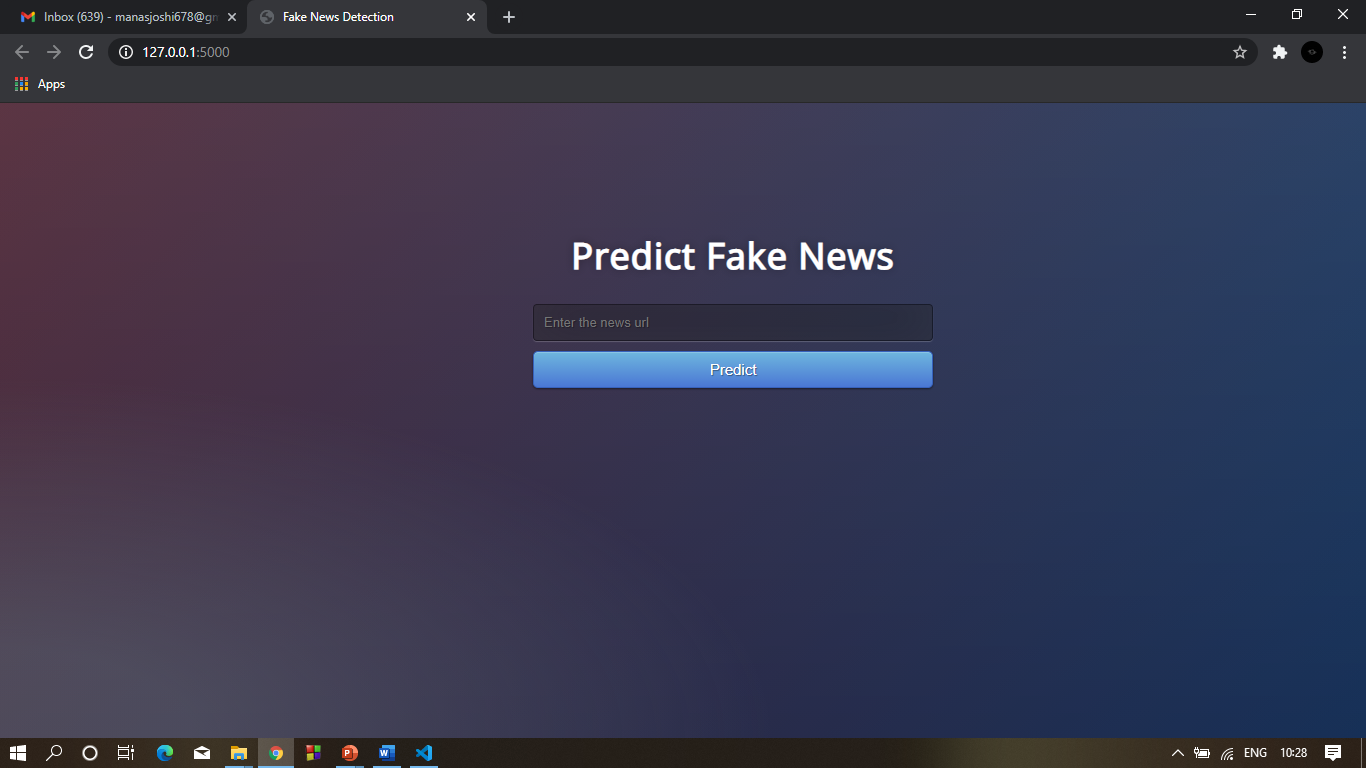 Inbox (639) - manasjoshi678@gm
Fake News Detection
127.0.0.1:5000
Apps
Predict Fake News
Enter the news url
Predict
ENG
10:28